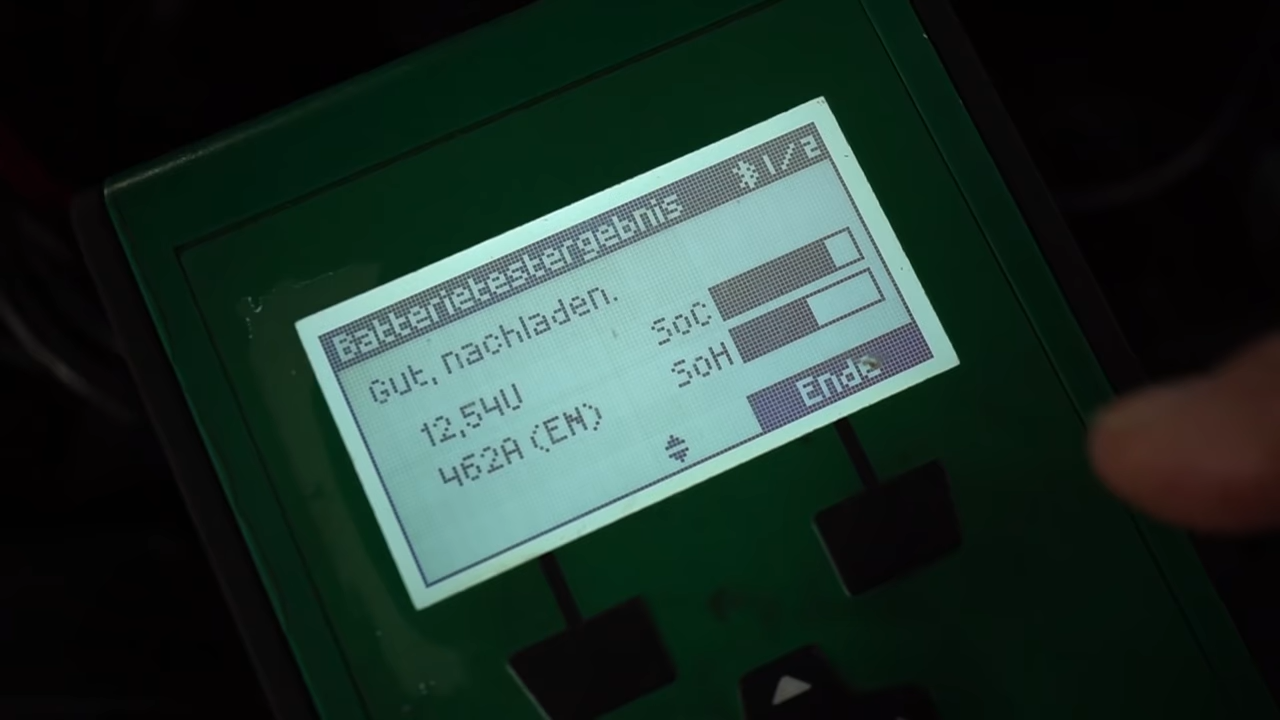 Batterietestergebnis 1/2
Gut, nachladen.
12,54V
462A (EN)
SoC
SoH
Ende